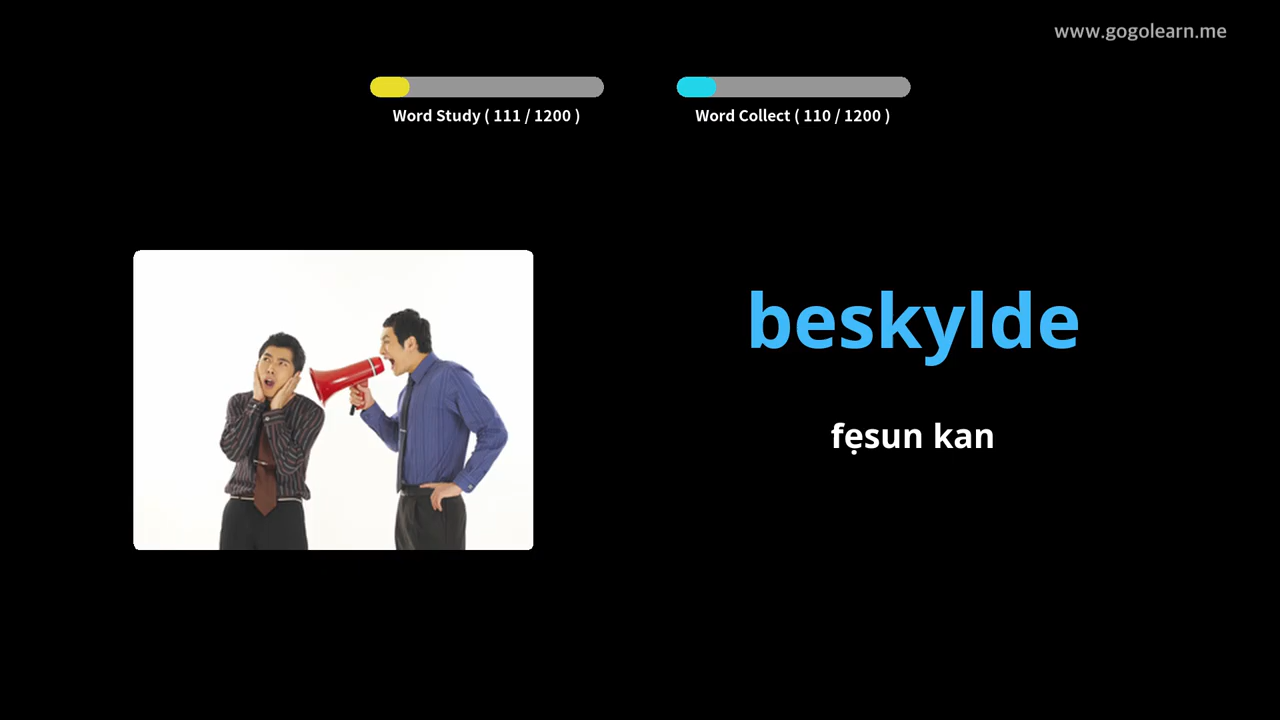 www.gogolearn.me
Word Study ( 111 / 1200 )
Word Collect ( 110 / 1200 )
beskylde
fẹsun kan